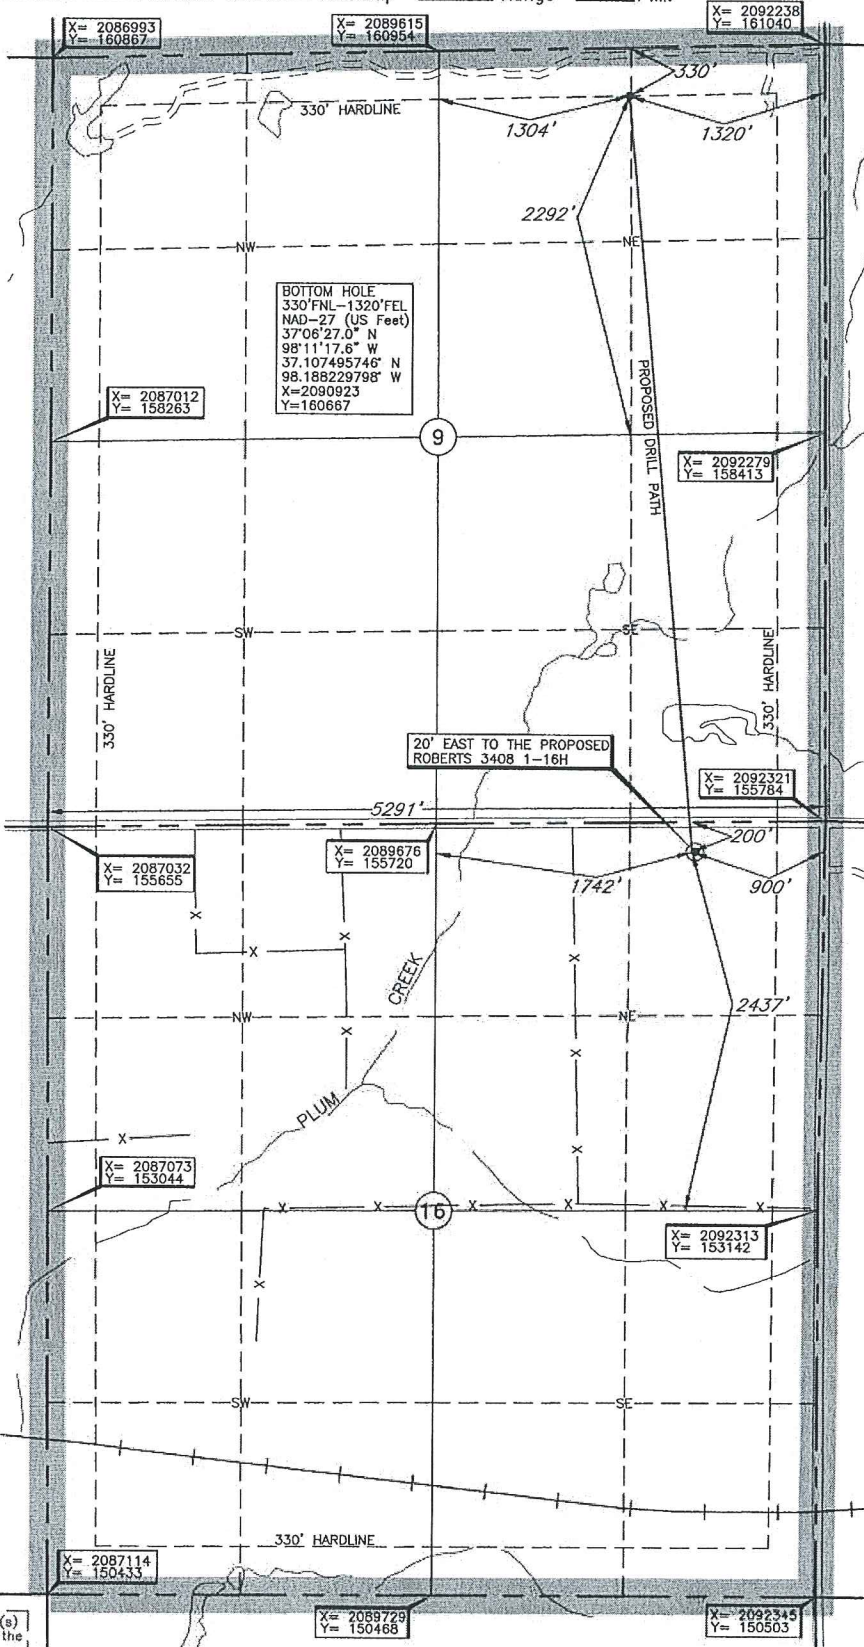 X= 2086993
Y= 160867
X= 2089615
Y= 160954
X= 2092238
Y= 161040
330'
330' HARDLINE
1304'
1320'
2292'
NW
NE
BOTTOM HOLE
330'FNL-1320'FEL
NAD-27 (US Feet)
37°06'27.0" N
98°11'17.6" W
37.107495746° N
98.188229798° W
X=2090923
Y=160667
PROPOSED DRILL PATH
X= 2087012
Y= 158263
9
X= 2092279
Y= 158413
SW
SE
330' HARDLINE
330' HARDLINE
20' EAST TO THE PROPOSED
ROBERTS 3408 1-16H
X= 2092321
Y= 155784
5291'
200'
X= 2087032
Y= 155655
X= 2089676
Y= 155720
1742'
900'
CREEK
2437'
NW
NE
PLUM
X= 2087073
Y= 153044
16
X= 2092313
Y= 153142
SW
SE
330' HARDLINE
X= 2087114
Y= 150433
X= 2089729
Y= 150468
X= 2092345
Y= 150503
(s)
the